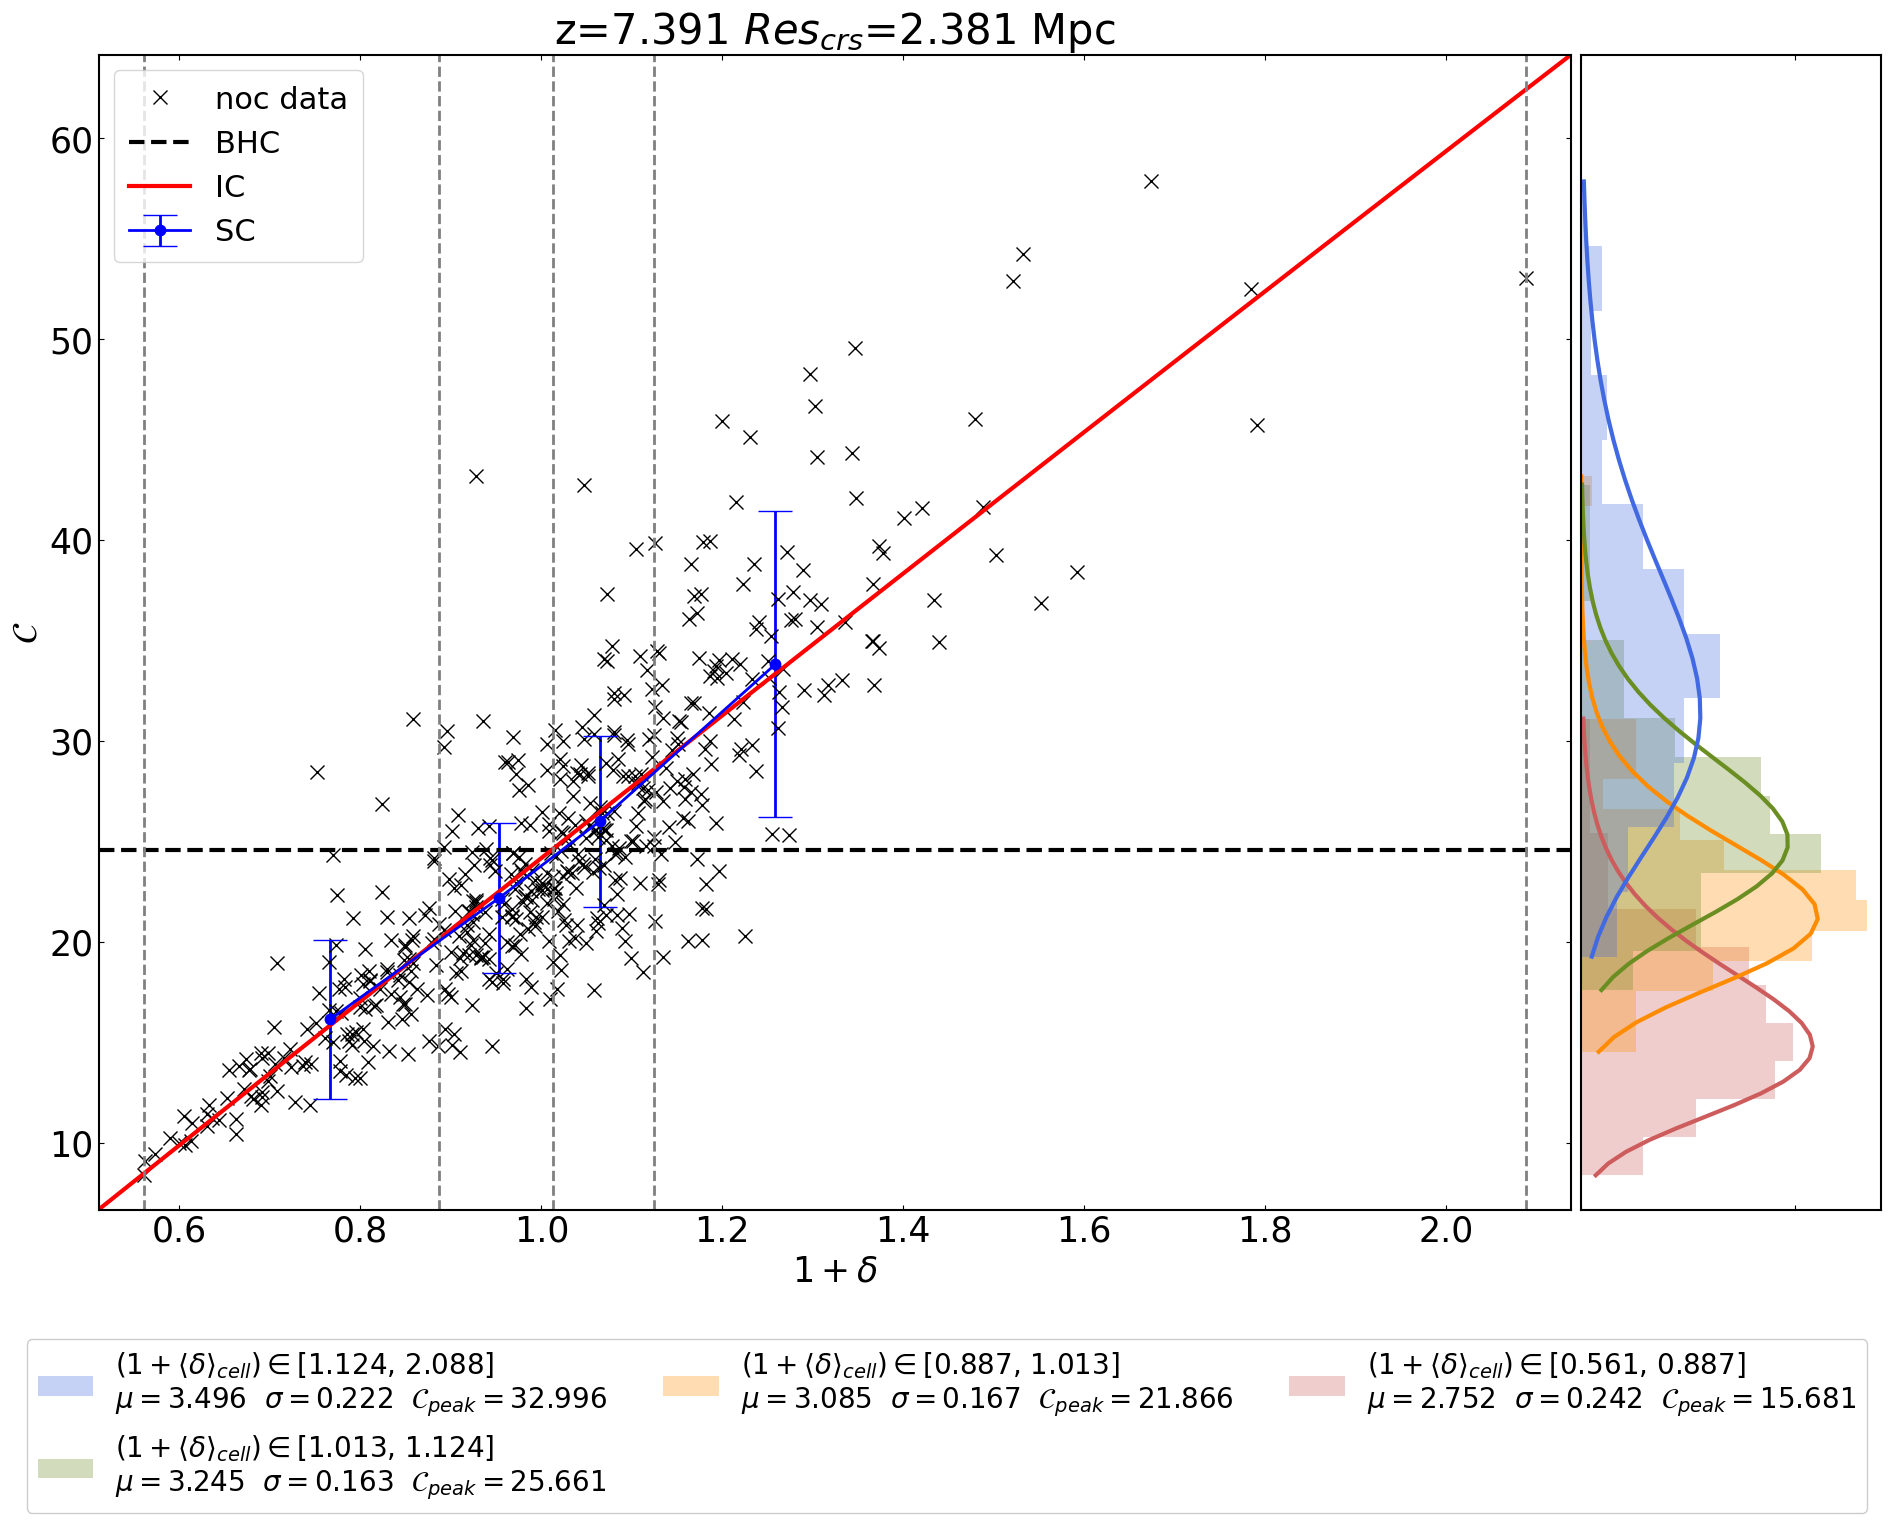 z=7.391 Res_crs=2.381 Mpc
noc data
BHC
IC
SC
60
50
40
30
20
10
𝒞
0.6 0.8 1.0 1.2 1.4 1.6 1.8 2.0
1 + δ
(1 + ⟨δ⟩_cell) ∈ [1.124, 2.088]
μ = 3.496 σ = 0.222 𝒞_peak = 32.996
(1 + ⟨δ⟩_cell) ∈ [1.013, 1.124]
μ = 3.245 σ = 0.163 𝒞_peak = 25.661
(1 + ⟨δ⟩_cell) ∈ [0.887, 1.013]
μ = 3.085 σ = 0.167 𝒞_peak = 21.866
(1 + ⟨δ⟩_cell) ∈ [0.561, 0.887]
μ = 2.752 σ = 0.242 𝒞_peak = 15.681